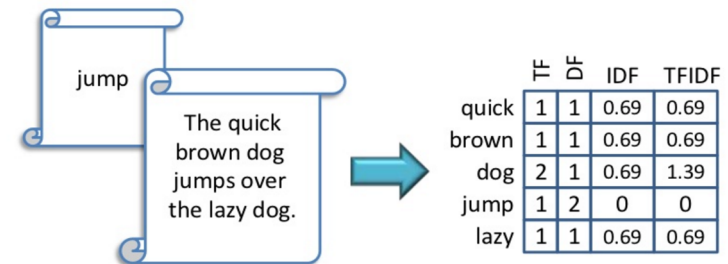 jump
The quick
brown dog
jumps over
the lazy dog.
TF DF IDF TFIDF
quick 1 1 0.69 0.69
brown 1 1 0.69 0.69
dog 2 1 0.69 1.39
jump 1 2 0 0
lazy 1 1 0.69 0.69